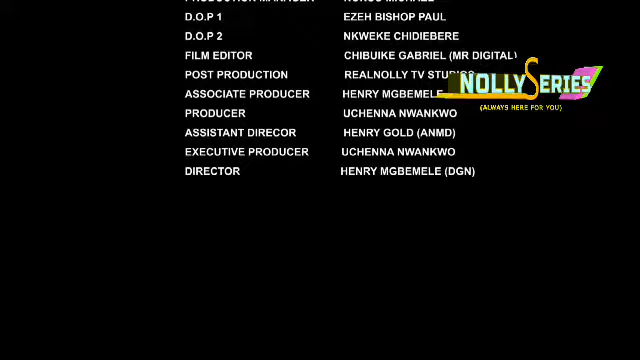 D.O.P 1 EZEH BISHOP PAUL
D.O.P 2 NKWEKE CHIDIEBERE
FILM EDITOR CHIBUIKE GABRIEL (MR DIGITAL)
POST PRODUCTION REALNOLLY TV STUDIOS
ASSOCIATE PRODUCER HENRY MGBEMELE
NOLLYSERIES
(ALWAYS HERE FOR YOU)
PRODUCER UCHENNA NWANKWO
ASSISTANT DIRECOR HENRY GOLD (ANMD)
EXECUTIVE PRODUCER UCHENNA NWANKWO
DIRECTOR HENRY MGBEMELE (DGN)